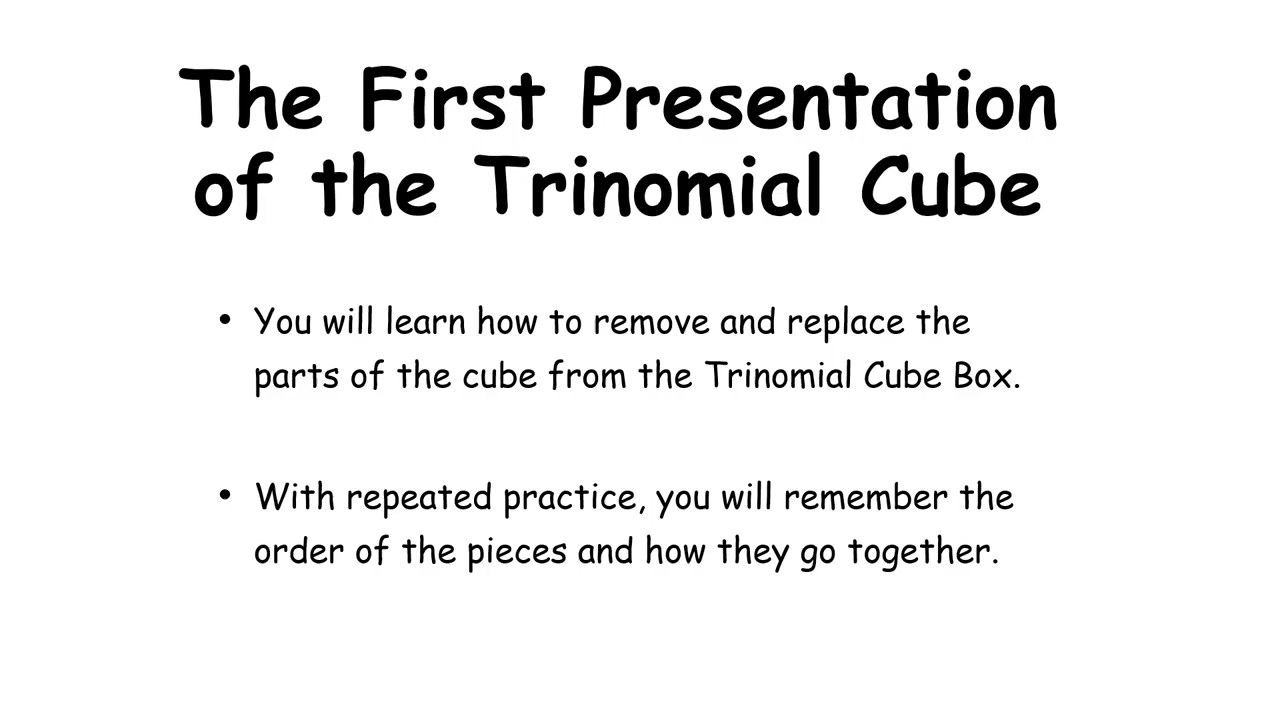 The First Presentation
of the Trinomial Cube
• You will learn how to remove and replace the
parts of the cube from the Trinomial Cube Box.
• With repeated practice, you will remember the
order of the pieces and how they go together.